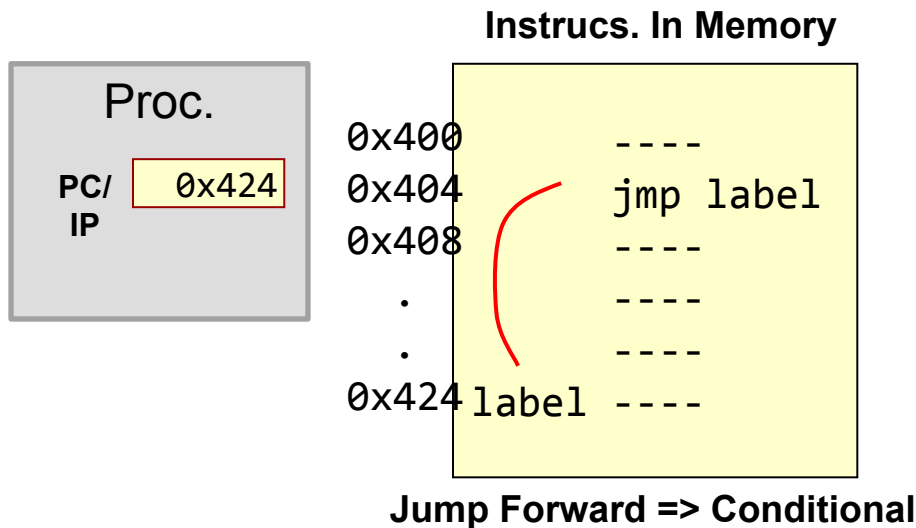 Instrucs. In Memory
Proc.
PC/
IP
0x424
0x400 ----
0x404 jmp label
0x408 ----
. ----
. ----
0x424 label ----
Jump Forward => Conditional